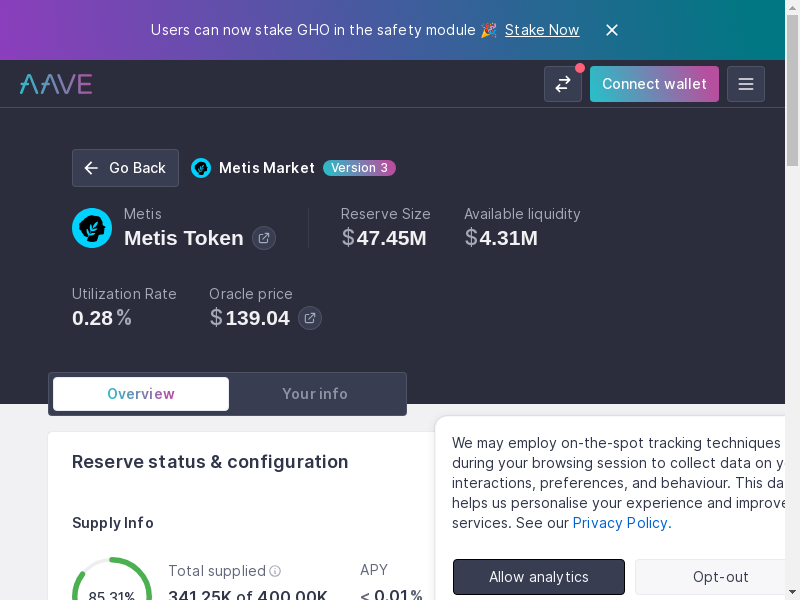 Users can now stake GHO in the safety module 🎉 Stake Now
AAVE
Connect wallet
Go Back
Metis Market
Version 3
Metis
Metis Token
Reserve Size
$47.45M
Available liquidity
$4.31M
Utilization Rate
0.28%
Oracle price
$139.04
Overview
Your info
Reserve status & configuration
Supply Info
85.31%
Total supplied
341.25K of 400.00K
APY
< 0.01%
We may employ on-the-spot tracking techniques
during your browsing session to collect data on
interactions, preferences, and behaviour. This
helps us personalise your experience and improve
services. See our Privacy Policy.
Allow analytics
Opt-out